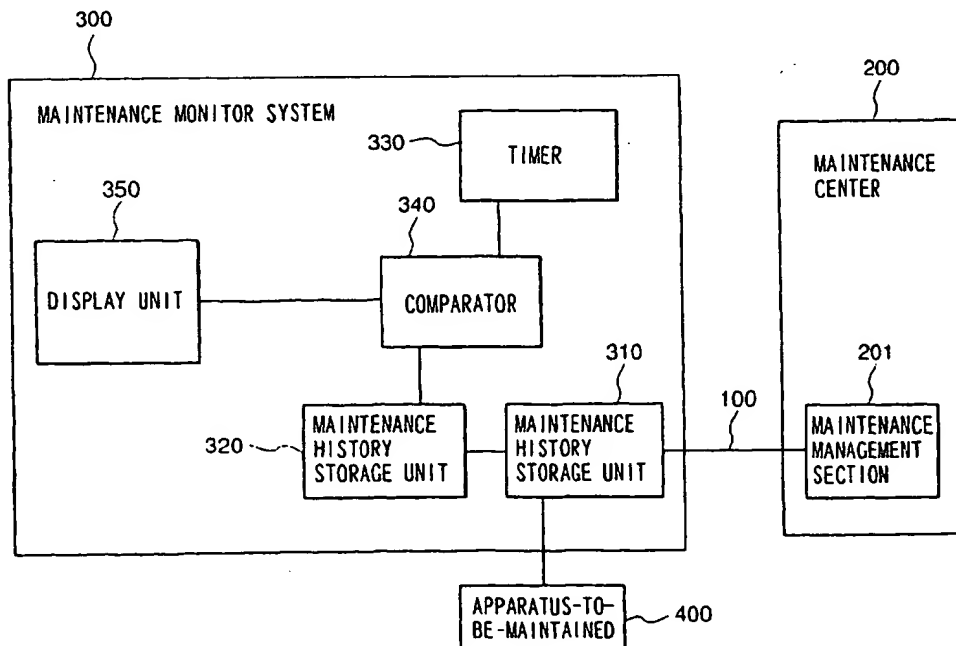 300
200
MAINTENANCE MONITOR SYSTEM
330
TIMER
MAINTENANCE
CENTER
350
340
DISPLAY UNIT
COMPARATOR
310
201
100
320
MAINTENANCE
HISTORY
STORAGE UNIT
MAINTENANCE
HISTORY
STORAGE UNIT
MAINTENANCE
MANAGEMENT
SECTION
APPARATUS-TO-
BE-MAINTAINED
400